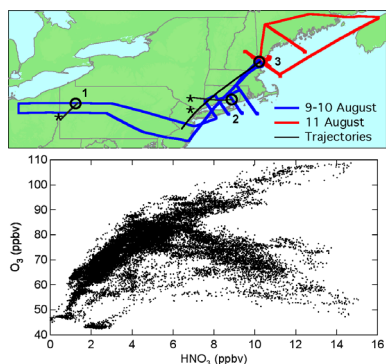 1
3
2
9-10 August
11 August
Trajectories
*
*
*
110
100
90
80
70
60
50
40
O₃ (ppbv)
0 2 4 6 8 10 12 14 16
HNO₃ (ppbv)